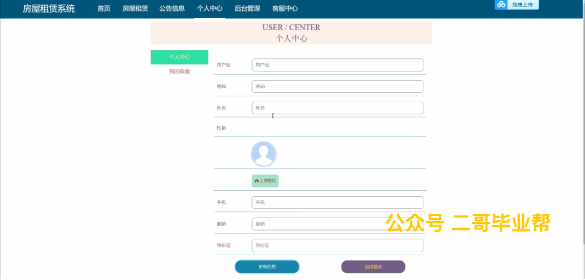 房屋租赁系统 首页 房屋租赁 公告信息 个人中心 后台管理 客服中心
拖拽上传
USER / CENTER
个人中心
个人中心
我的收藏
用户名 用户名
密码 密码
姓名 姓名
性别
上传图片
手机 手机
邮箱 邮箱
身份证 身份证
更新信息 退出登录
公众号 二哥毕业帮